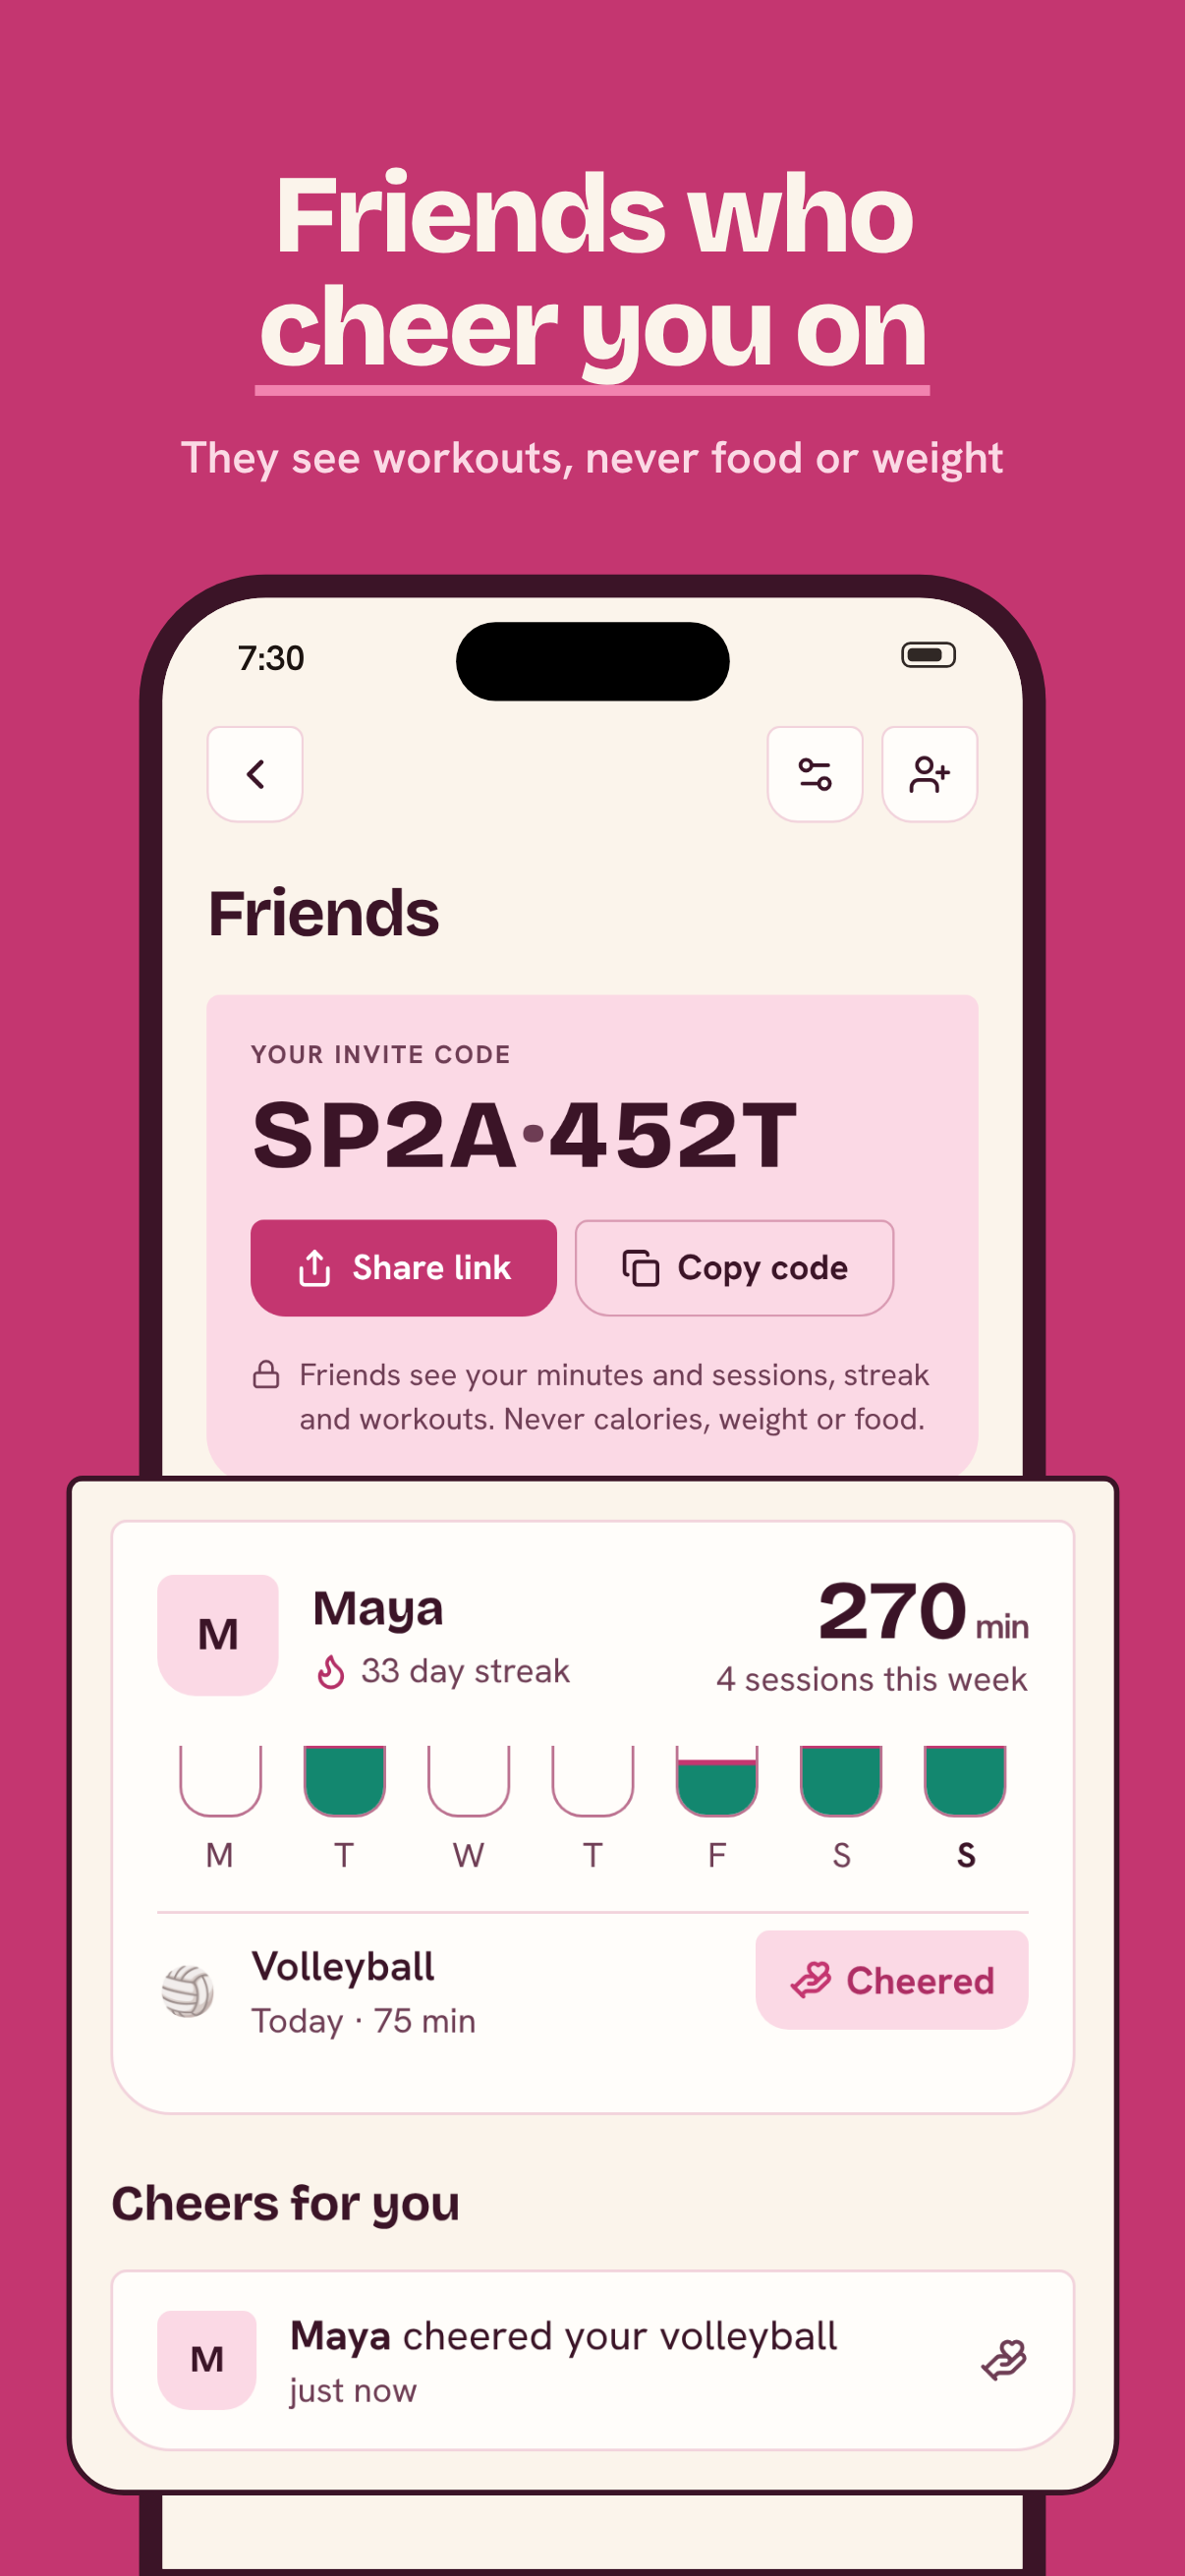 Friends who
cheer you on
They see workouts, never food or weight
7:30
Friends
YOUR INVITE CODE
SP2A·452T
Share link
Copy code
Friends see your minutes and sessions, streak
and workouts. Never calories, weight or food.
M
Maya
270 min
33 day streak
4 sessions this week
M T W T F S S
Volleyball
Today · 75 min
Cheered
Cheers for you
M
Maya cheered your volleyball
just now